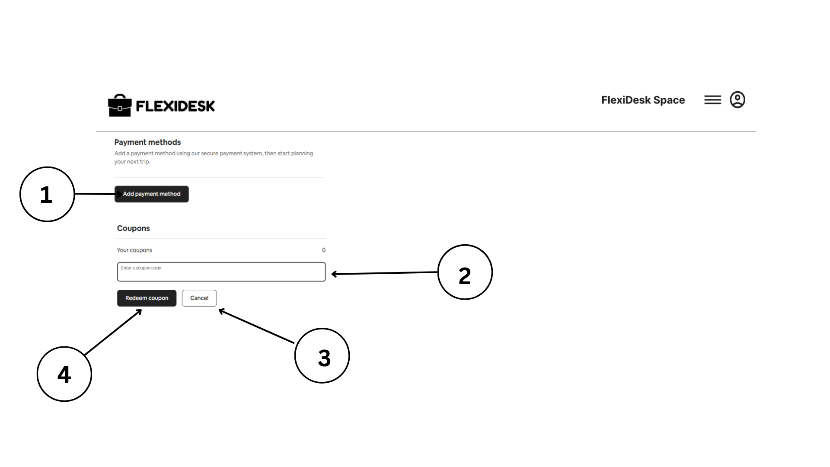 FLEXIDESK
FlexiDesk Space
Payment methods
Add a payment method using our secure payment system, then start planning
your next trip.
1
Add payment method
Coupons
Your coupons 0
Enter a coupon code
2
Redeem coupon Cancel
3
4